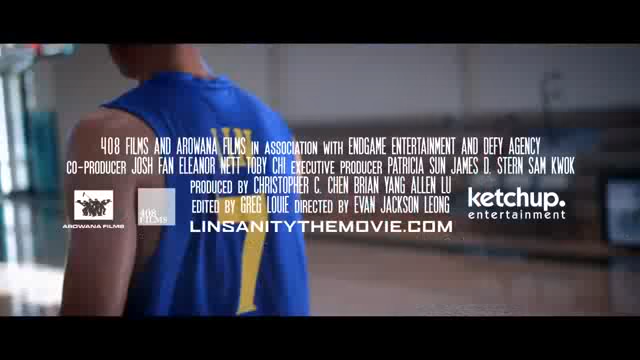 LIN
408 FILMS AND AROWANA FILMS IN ASSOCIATION WITH ENDGAME ENTERTAINMENT AND DEFY AGENCY
CO-PRODUCER JOSH FAN ELEANOR NETT TOBY CHI EXECUTIVE PRODUCER PATRICIA SUN JAMES D. STERN SAM KWOK
PRODUCED BY CHRISTOPHER C. CHEN BRIAN YANG ALLEN LU
EDITED BY GREG LOUIE DIRECTED BY EVAN JACKSON LEONG
AROWANA FILMS
408
FILMS
ketchup.
entertainment
LINSANITYTHEMOVIE.COM
7